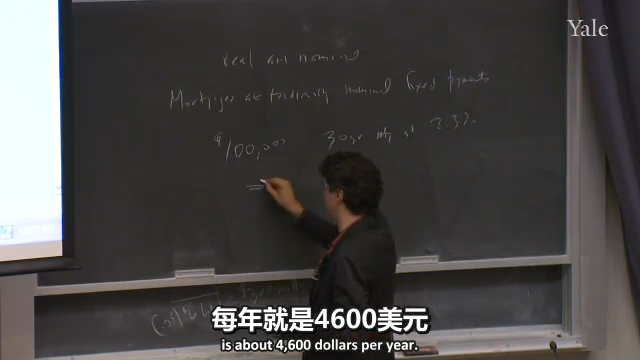 Yale
real and nominal
Mortgages are traditionally nominal fixed payments
$100,000 30 yr mtg at 2.3%
每年就是4600美元
is about 4,600 dollars per year.